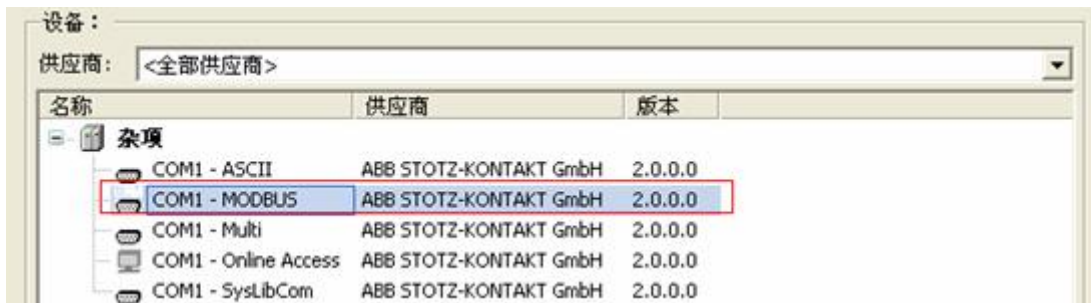 设备：
供应商： <全部供应商>
名称 供应商 版本
杂项
COM1 - ASCII ABB STOTZ-KONTAKT GmbH 2.0.0.0
COM1 - MODBUS ABB STOTZ-KONTAKT GmbH 2.0.0.0
COM1 - Multi ABB STOTZ-KONTAKT GmbH 2.0.0.0
COM1 - Online Access ABB STOTZ-KONTAKT GmbH 2.0.0.0
COM1 - SysLibCom ABB STOTZ-KONTAKT GmbH 2.0.0.0